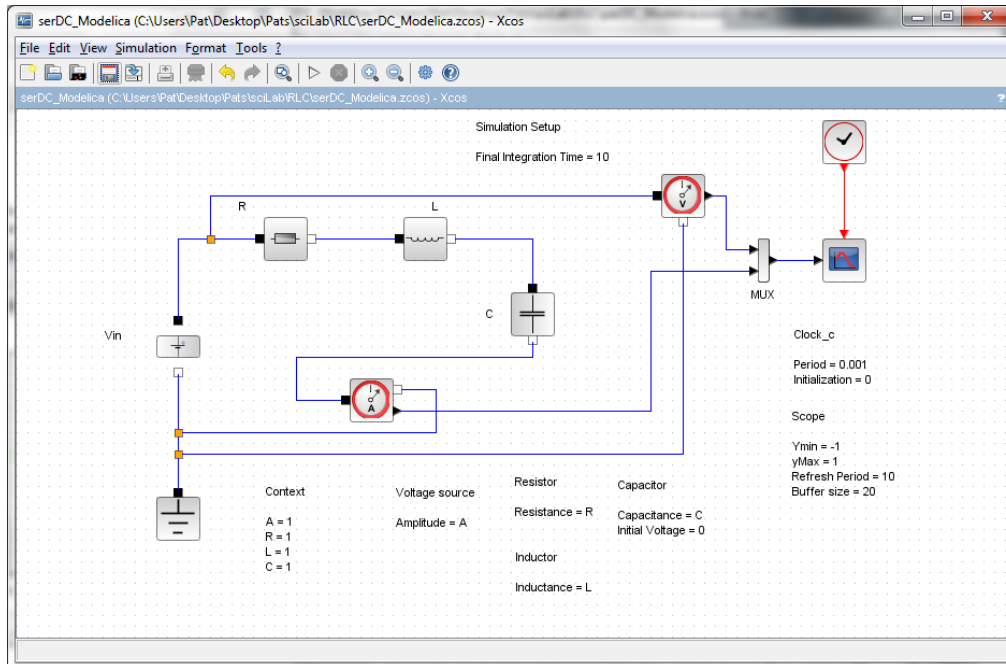 serDC_Modelica (C:\Users\Pat\Desktop\Pats\sciLab\RLC\serDC_Modelica.zcos) - Xcos
File Edit View Simulation Format Tools ?
serDC_Modelica (C:\Users\Pat\Desktop\Pats\sciLab\RLC\serDC_Modelica.zcos) - Xcos
?
Simulation Setup
Final Integration Time = 10
R
L
V
MUX
C
Vin
A
Clock_c
Period = 0.001
Initialization = 0
Scope
Ymin = -1
yMax = 1
Refresh Period = 10
Buffer size = 20
Context
A = 1
R = 1
L = 1
C = 1
Voltage source
Amplitude = A
Resistor
Resistance = R
Inductor
Inductance = L
Capacitor
Capacitance = C
Initial Voltage = 0